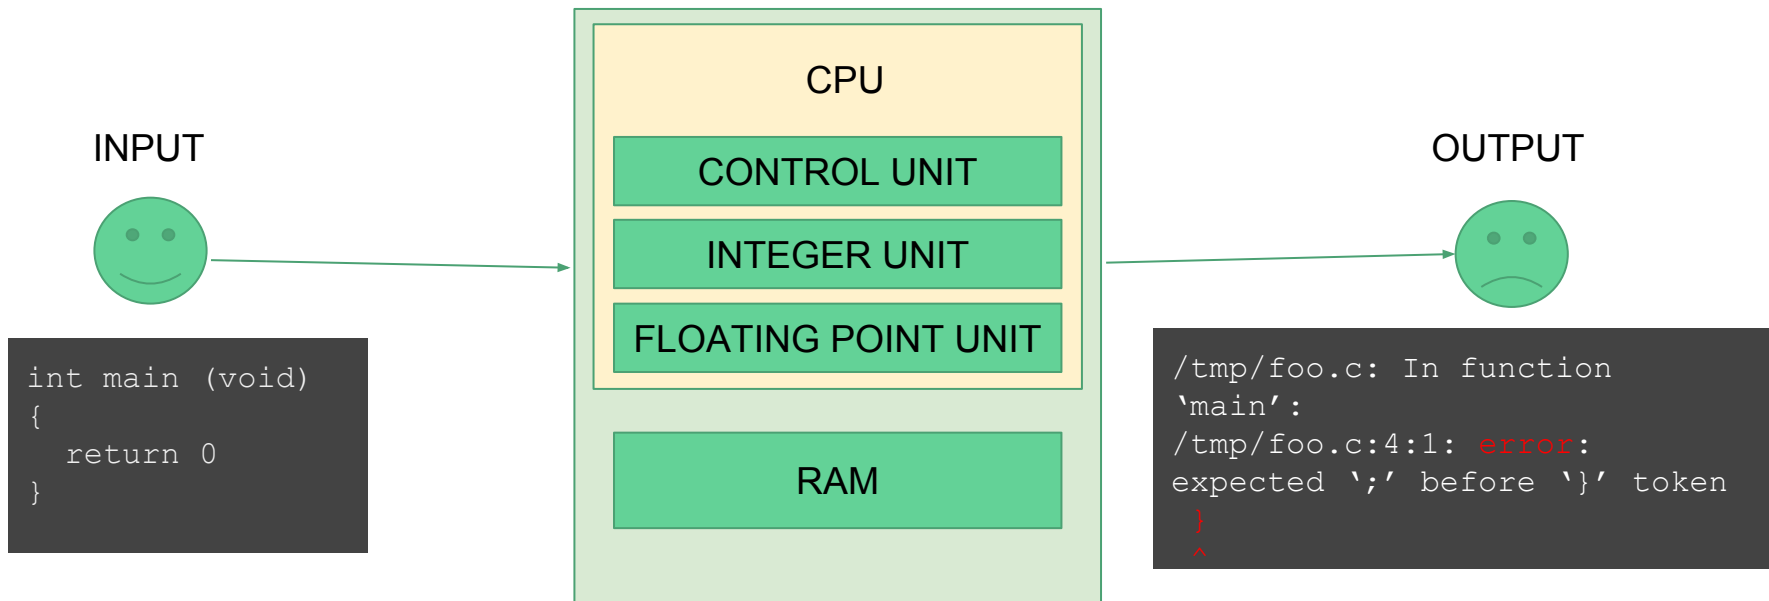 INPUT
int main (void)
{
  return 0
}
CPU
CONTROL UNIT
INTEGER UNIT
FLOATING POINT UNIT
RAM
OUTPUT
/tmp/foo.c: In function
‘main’:
/tmp/foo.c:4:1: error:
expected ‘;’ before ‘}’ token
 }
 ^